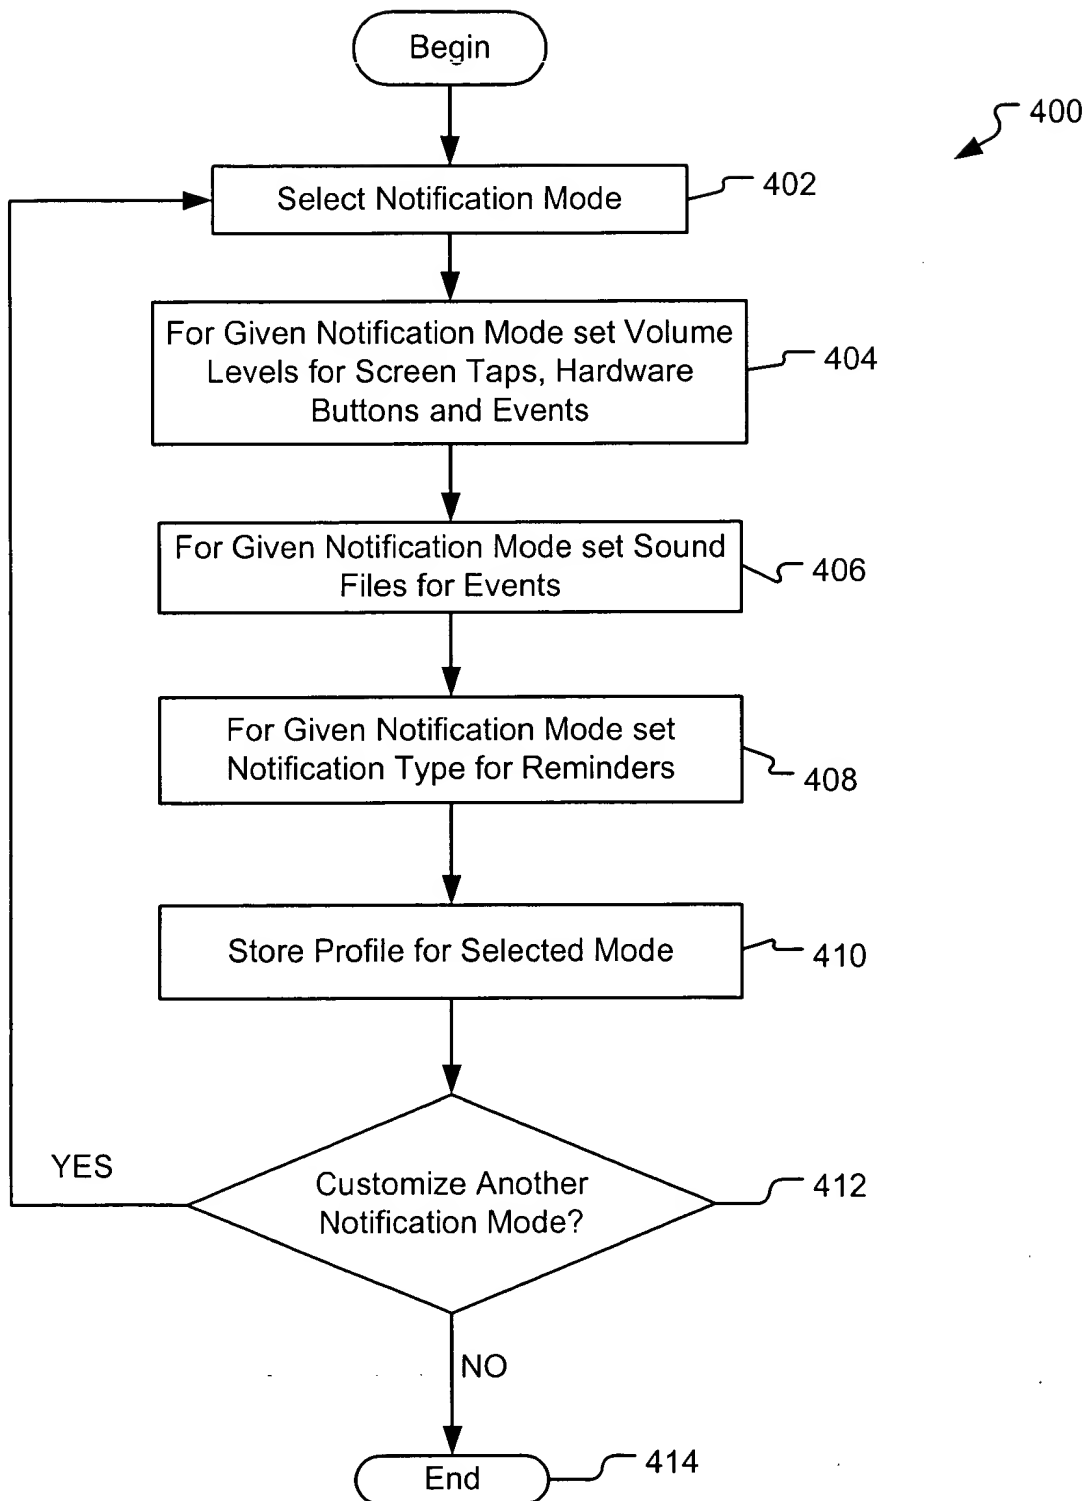 Begin
400
Select Notification Mode
402
For Given Notification Mode set Volume
Levels for Screen Taps, Hardware
Buttons and Events
404
For Given Notification Mode set Sound
Files for Events
406
For Given Notification Mode set
Notification Type for Reminders
408
Store Profile for Selected Mode
410
YES
Customize Another
Notification Mode?
412
NO
End
414